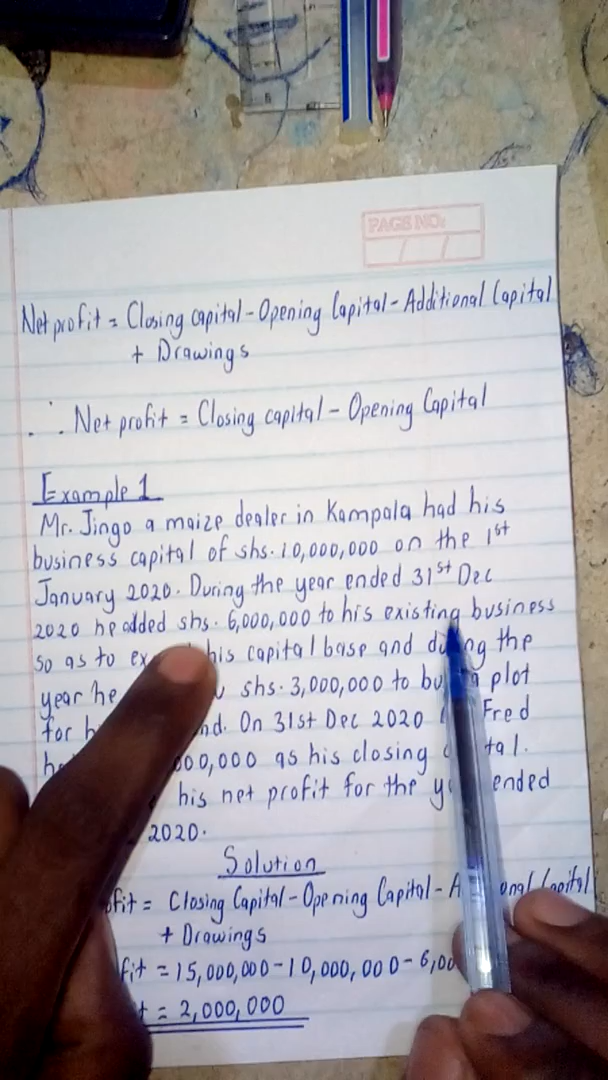 PAGE NO:
Net profit = Closing capital - Opening Capital - Additional Capital
+ Drawings
∴ Net profit = Closing capital - Opening Capital
Example 1
Mr. Jingo a maize dealer in Kampala had his
business capital of shs. 10,000,000 on the 1st
January 2020. During the year ended 31st Dec
2020 he added shs. 6,000,000 to his existing business
so as to his capital base and the
year he shs. 3,000,000 to plot
for On 31st Dec 2020 Fred
000,000 as his closing
his net profit for the ended
2020.
Solution
= Closing Capital - Opening Capital -
+ Drawings
= 15,000,000 - 10,000,000 -
= 2,000,000